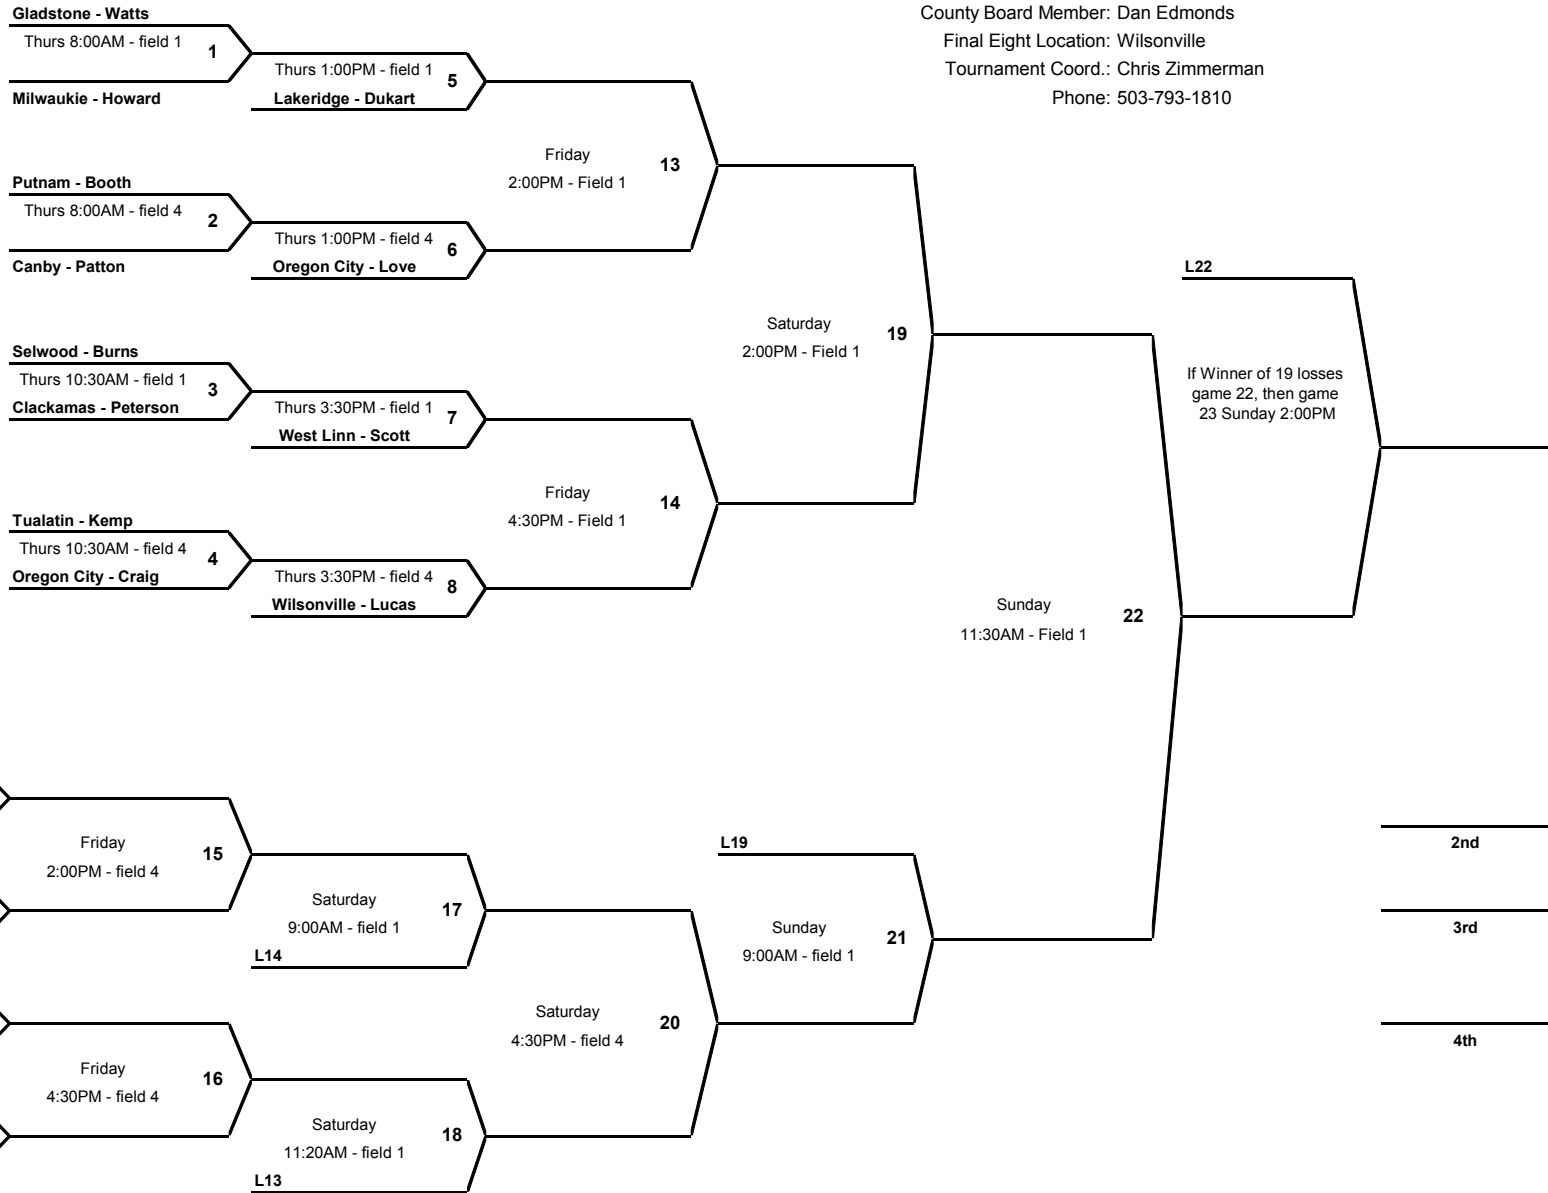 Gladstone - Watts
Thurs 8:00AM - field 1
1
Milwaukie - Howard
Thurs 1:00PM - field 1
5
Lakeridge - Dukart
County Board Member: Dan Edmonds
Final Eight Location: Wilsonville
Tournament Coord.: Chris Zimmerman
Phone: 503-793-1810
Friday
13
2:00PM - Field 1
Putnam - Booth
Thurs 8:00AM - field 4
2
Canby - Patton
Thurs 1:00PM - field 4
6
Oregon City - Love
L22
Saturday
19
2:00PM - Field 1
Selwood - Burns
Thurs 10:30AM - field 1
3
Clackamas - Peterson
Thurs 3:30PM - field 1
7
West Linn - Scott
If Winner of 19 losses
game 22, then game
23 Sunday 2:00PM
Friday
14
4:30PM - Field 1
Tualatin - Kemp
Thurs 10:30AM - field 4
4
Oregon City - Craig
Thurs 3:30PM - field 4
8
Wilsonville - Lucas
Sunday
22
11:30AM - Field 1
Friday
15
2:00PM - field 4
L19
2nd
Saturday
17
9:00AM - field 1
L14
Sunday
21
9:00AM - field 1
3rd
Saturday
20
4:30PM - field 4
4th
Friday
16
4:30PM - field 4
Saturday
18
11:20AM - field 1
L13